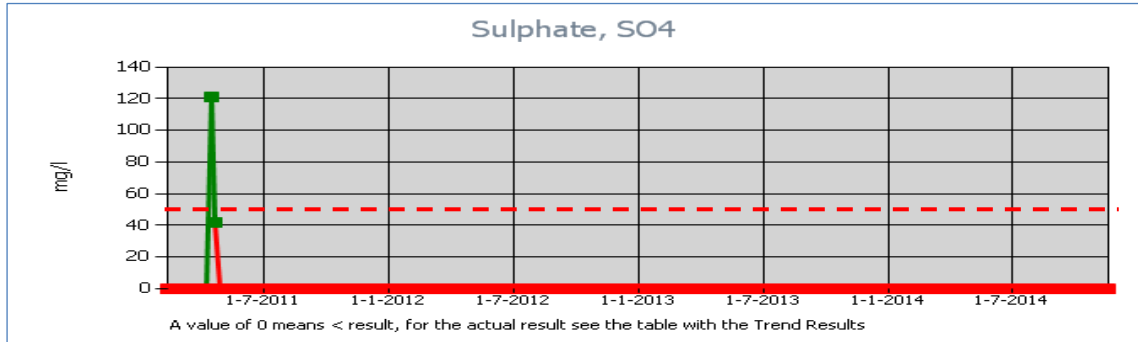 Sulphate, SO4
140
120
100
80
60
40
20
0
mg/l
1-7-2011 1-1-2012 1-7-2012 1-1-2013 1-7-2013 1-1-2014 1-7-2014
A value of 0 means < result, for the actual result see the table with the Trend Results